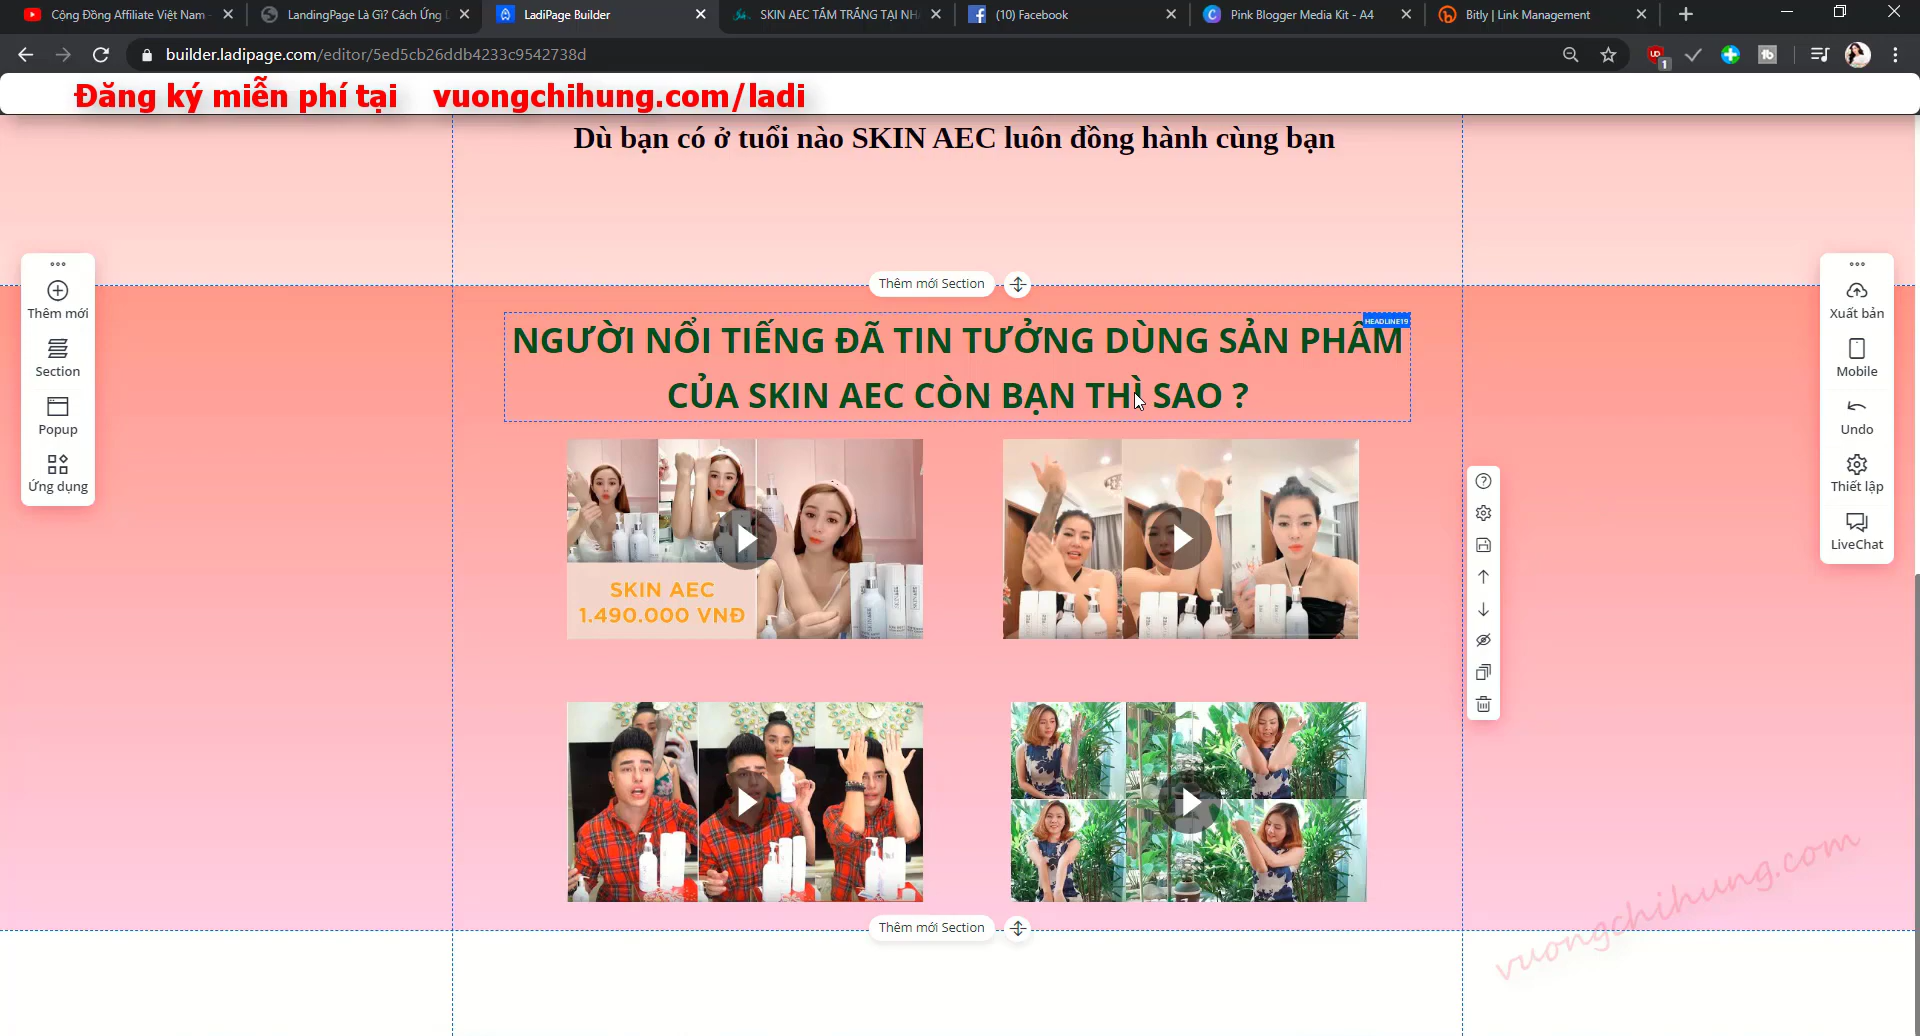 Cộng Đồng Affiliate Việt Nam
LandingPage Là Gì? Cách Ứng
LadiPage Builder
SKIN AEC TẮM TRẮNG TẠI NH
(10) Facebook
Pink Blogger Media Kit - A4
Bitly | Link Management
builder.ladipage.com/editor/5ed5cb26ddb4233c9542738d
1
Đăng ký miễn phí tại vuongchihung.com/ladi
Dù bạn có ở tuổi nào SKIN AEC luôn đồng hành cùng bạn
Thêm mới Section
HEADLINE19
NGƯỜI NỔI TIẾNG ĐÃ TIN TƯỞNG DÙNG SẢN PHẨM
CỦA SKIN AEC CÒN BẠN THÌ SAO ?
Thêm mới
Section
Popup
Ứng dụng
Xuất bản
Mobile
Undo
Thiết lập
LiveChat
SKIN AEC
1.490.000 VNĐ
Thêm mới Section
vuongchihung.com